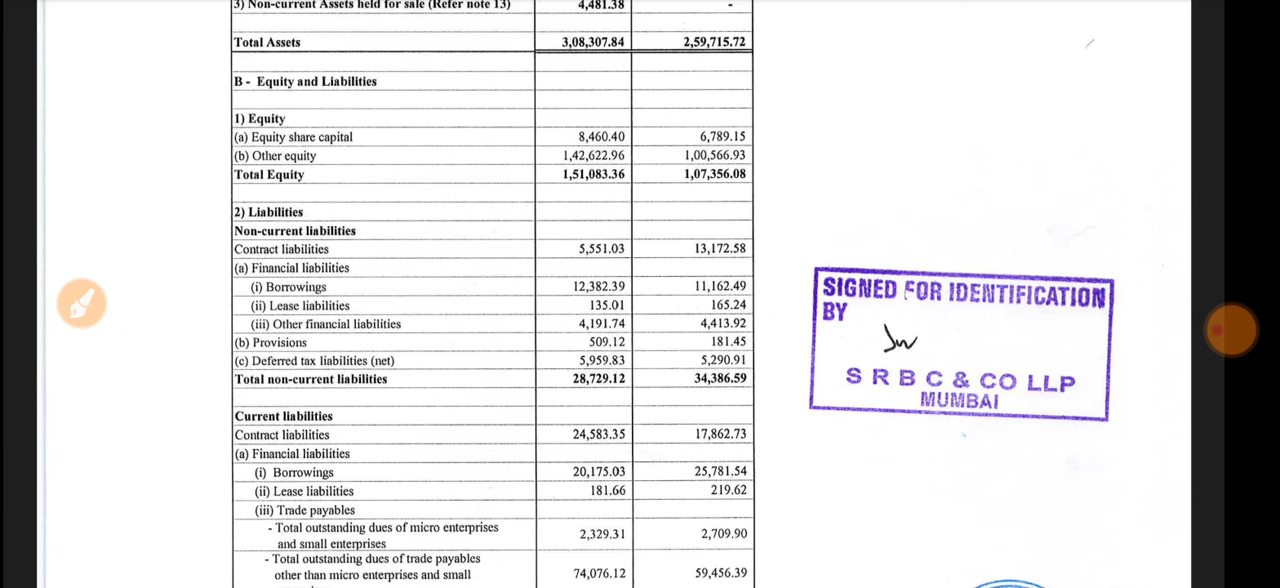 3) Non-current Assets held for sale (Refer note 13) 4,481.38 -
Total Assets 3,08,307.84 2,59,715.72
B - Equity and Liabilities
1) Equity
(a) Equity share capital 8,460.40 6,789.15
(b) Other equity 1,42,622.96 1,00,566.93
Total Equity 1,51,083.36 1,07,356.08
2) Liabilities
Non-current liabilities
Contract liabilities 5,551.03 13,172.58
(a) Financial liabilities
(i) Borrowings 12,382.39 11,162.49
(ii) Lease liabilities 135.01 165.24
(iii) Other financial liabilities 4,191.74 4,413.92
(b) Provisions 509.12 181.45
(c) Deferred tax liabilities (net) 5,959.83 5,290.91
Total non-current liabilities 28,729.12 34,386.59
Current liabilities
Contract liabilities 24,583.35 17,862.73
(a) Financial liabilities
(i) Borrowings 20,175.03 25,781.54
(ii) Lease liabilities 181.66 219.62
(iii) Trade payables
- Total outstanding dues of micro enterprises
and small enterprises 2,329.31 2,709.90
- Total outstanding dues of trade payables
other than micro enterprises and small 74,076.12 59,456.39
SIGNED FOR IDENTIFICATION
BY
S R B C & CO LLP
MUMBAI